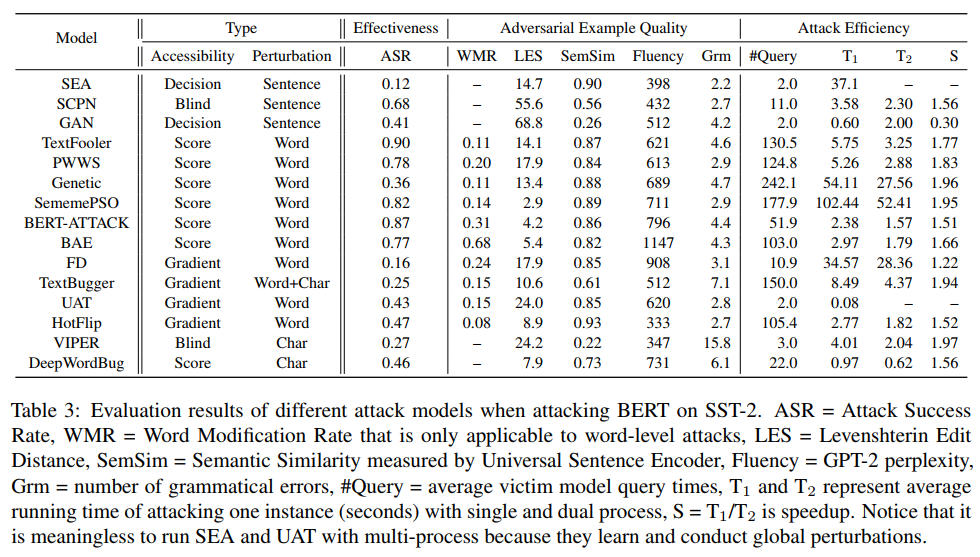 Model Type Effectiveness Adversarial Example Quality Attack Efficiency
Accessibility Perturbation ASR WMR LES SemSim Fluency Grm #Query T1 T2 S
SEA Decision Sentence 0.12 – 14.7 0.90 398 2.2 2.0 37.1 – –
SCPN Blind Sentence 0.68 – 55.6 0.56 432 2.7 11.0 3.58 2.30 1.56
GAN Decision Sentence 0.41 – 68.8 0.26 512 4.2 2.0 0.60 2.00 0.30
TextFooler Score Word 0.90 0.11 14.1 0.87 621 4.6 130.5 5.75 3.25 1.77
PWWS Score Word 0.78 0.20 17.9 0.84 613 2.9 124.8 5.26 2.88 1.83
Genetic Score Word 0.36 0.11 13.4 0.88 689 4.7 242.1 54.11 27.56 1.96
SememePSO Score Word 0.82 0.14 2.9 0.89 711 2.9 177.9 102.44 52.41 1.95
BERT-ATTACK Score Word 0.87 0.31 4.2 0.86 796 4.4 51.9 2.38 1.57 1.51
BAE Score Word 0.77 0.68 5.4 0.82 1147 4.3 103.0 2.97 1.79 1.66
FD Gradient Word 0.16 0.24 17.9 0.85 908 3.1 10.9 34.57 28.36 1.22
TextBugger Gradient Word+Char 0.25 0.15 10.6 0.61 512 7.1 150.0 8.49 4.37 1.94
UAT Gradient Word 0.43 0.15 24.0 0.85 620 2.8 2.0 0.08 – –
HotFlip Gradient Word 0.47 0.08 8.9 0.93 333 2.7 105.4 2.77 1.82 1.52
VIPER Blind Char 0.27 – 24.2 0.22 347 15.8 3.0 4.01 2.04 1.97
DeepWordBug Score Char 0.46 – 7.9 0.73 731 6.1 22.0 0.97 0.62 1.56
Table 3: Evaluation results of different attack models when attacking BERT on SST-2. ASR = Attack Success
Rate, WMR = Word Modification Rate that is only applicable to word-level attacks, LES = Levenshterin Edit
Distance, SemSim = Semantic Similarity measured by Universal Sentence Encoder, Fluency = GPT-2 perplexity,
Grm = number of grammatical errors, #Query = average victim model query times, T1 and T2 represent average
running time of attacking one instance (seconds) with single and dual process, S = T1/T2 is speedup. Notice that it
is meaningless to run SEA and UAT with multi-process because they learn and conduct global perturbations.